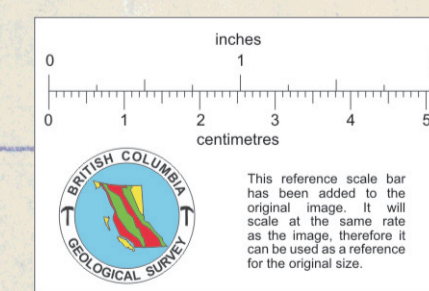 inches
0 1
0 1 2 3 4 5
centimetres
BRITISH COLUMBIA
GEOLOGICAL SURVEY
This reference scale bar
has been added to the
original image. It will
scale at the same rate
as the image, therefore it
can be used as a reference
for the original size.